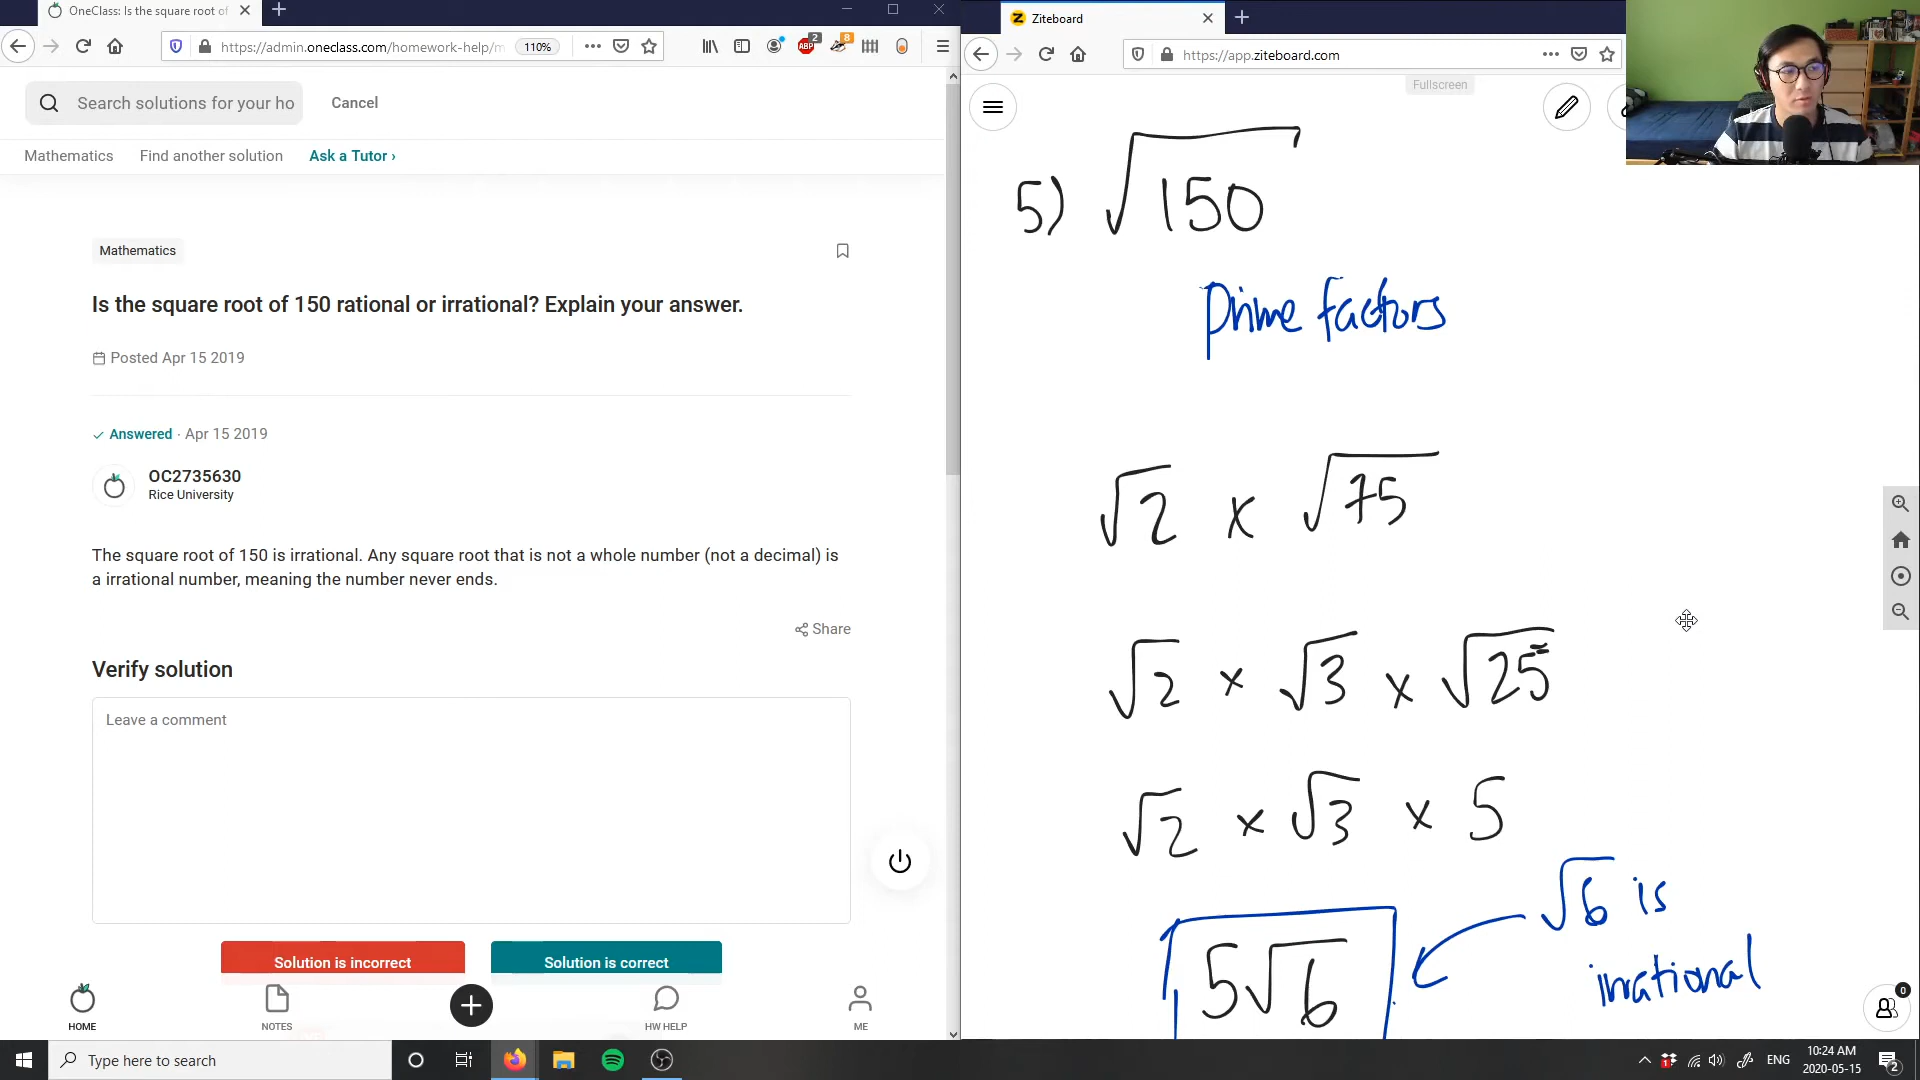 OneClass: Is the square root of
https://admin.oneclass.com/homework-help/m
110%
ABP
2
8
Search solutions for your ho
Cancel
Mathematics
Find another solution
Ask a Tutor ›
Mathematics
Is the square root of 150 rational or irrational? Explain your answer.
Posted Apr 15 2019
Answered · Apr 15 2019
OC2735630
Rice University
The square root of 150 is irrational. Any square root that is not a whole number (not a decimal) is
a irrational number, meaning the number never ends.
Share
Verify solution
Leave a comment
Solution is incorrect
Solution is correct
HOME
NOTES
HW HELP
ME
Ziteboard
https://app.ziteboard.com
Fullscreen
5) √150
Prime factors
√2 x √75
√2 x √3 x √25
√2 x √3 x 5
√6 is
irrational
5√6
0
Type here to search
ENG
10:24 AM
2020-05-15
2